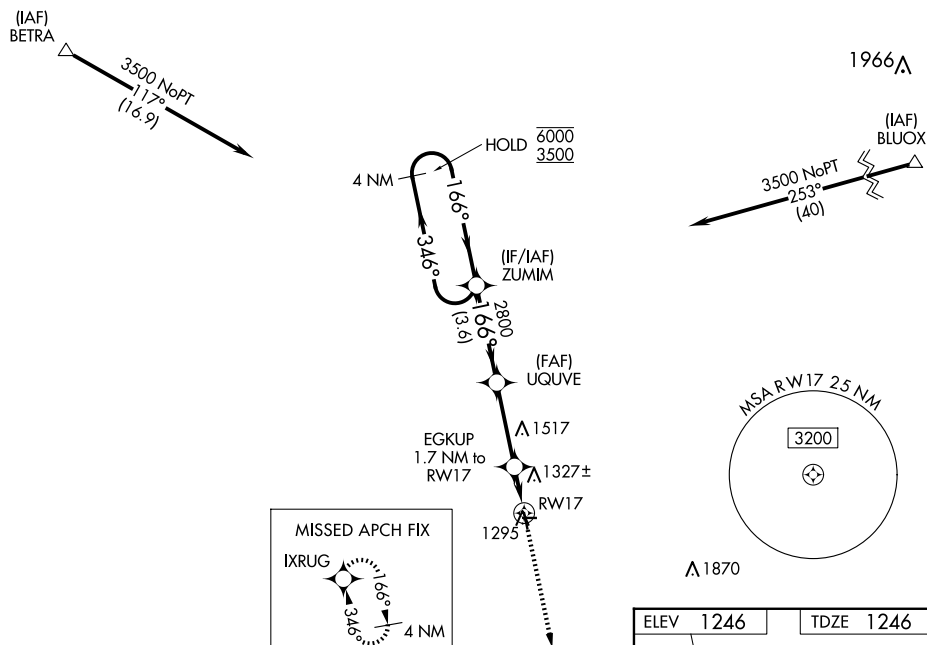 (IAF)
BETRA
3500 NoPT
117°
(16.9)
1966
(IAF)
BLUOX
3500 NoPT
253°
(40)
HOLD 6000
3500
4 NM
166°
346°
(IF/IAF)
ZUMIM
2800
166°
(3.6)
(FAF)
UQUVE
1517
EGKUP
1.7 NM to
RW17
1327±
RW17
1295
MSA RW17 25 NM
3200
MISSED APCH FIX
IXRUG
166°
346°
4 NM
1870
ELEV 1246
TDZE 1246